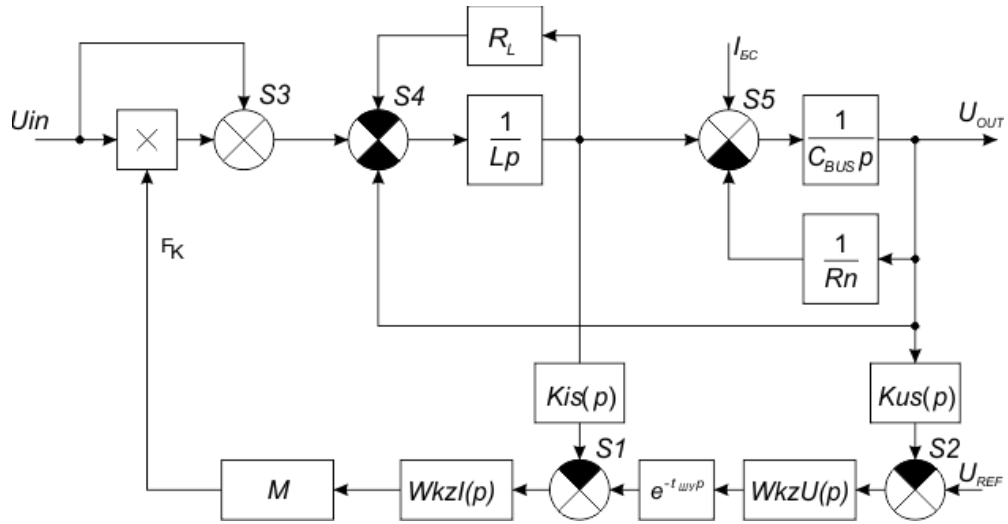 R_L
I_БС
Uin
×
S3
S4
1/Lp
S5
1/C_BUS p
U_OUT
F_K
1/Rn
Kis(p)
Kus(p)
S1
S2
M
WkzI(p)
e^-t_ШУ p
WkzU(p)
U_REF